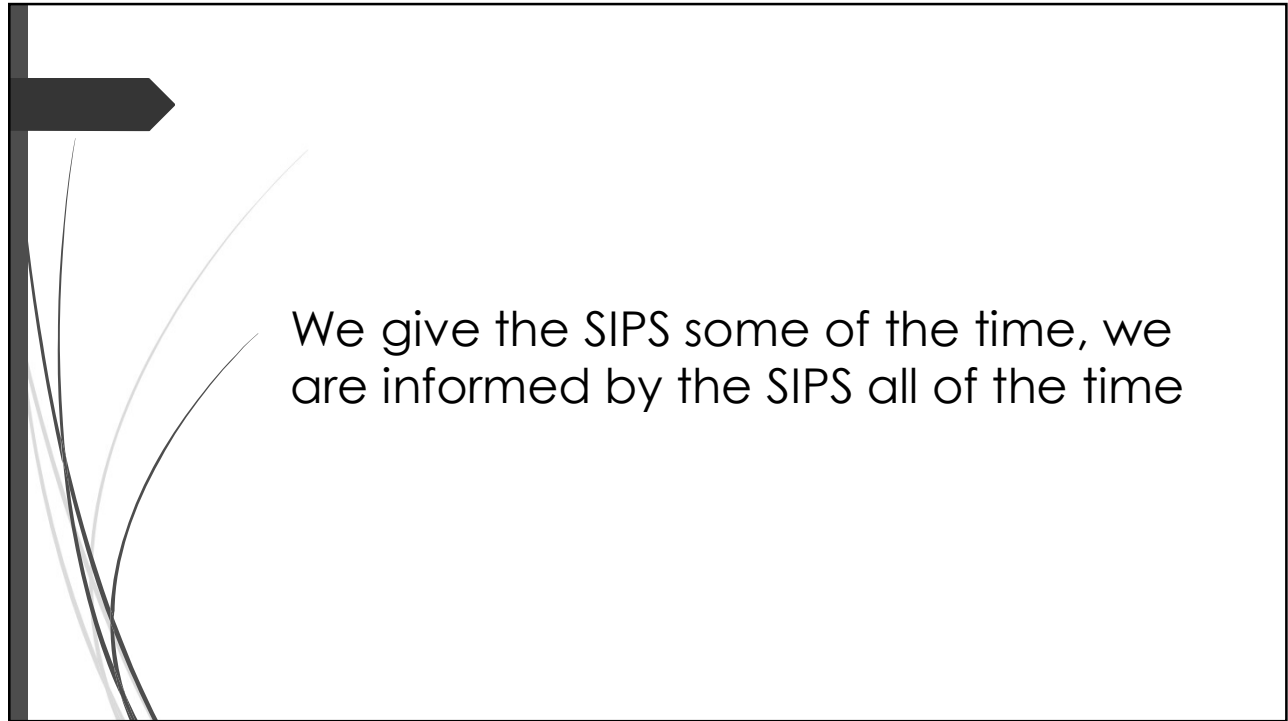 We give the SIPS some of the time, we
are informed by the SIPS all of the time